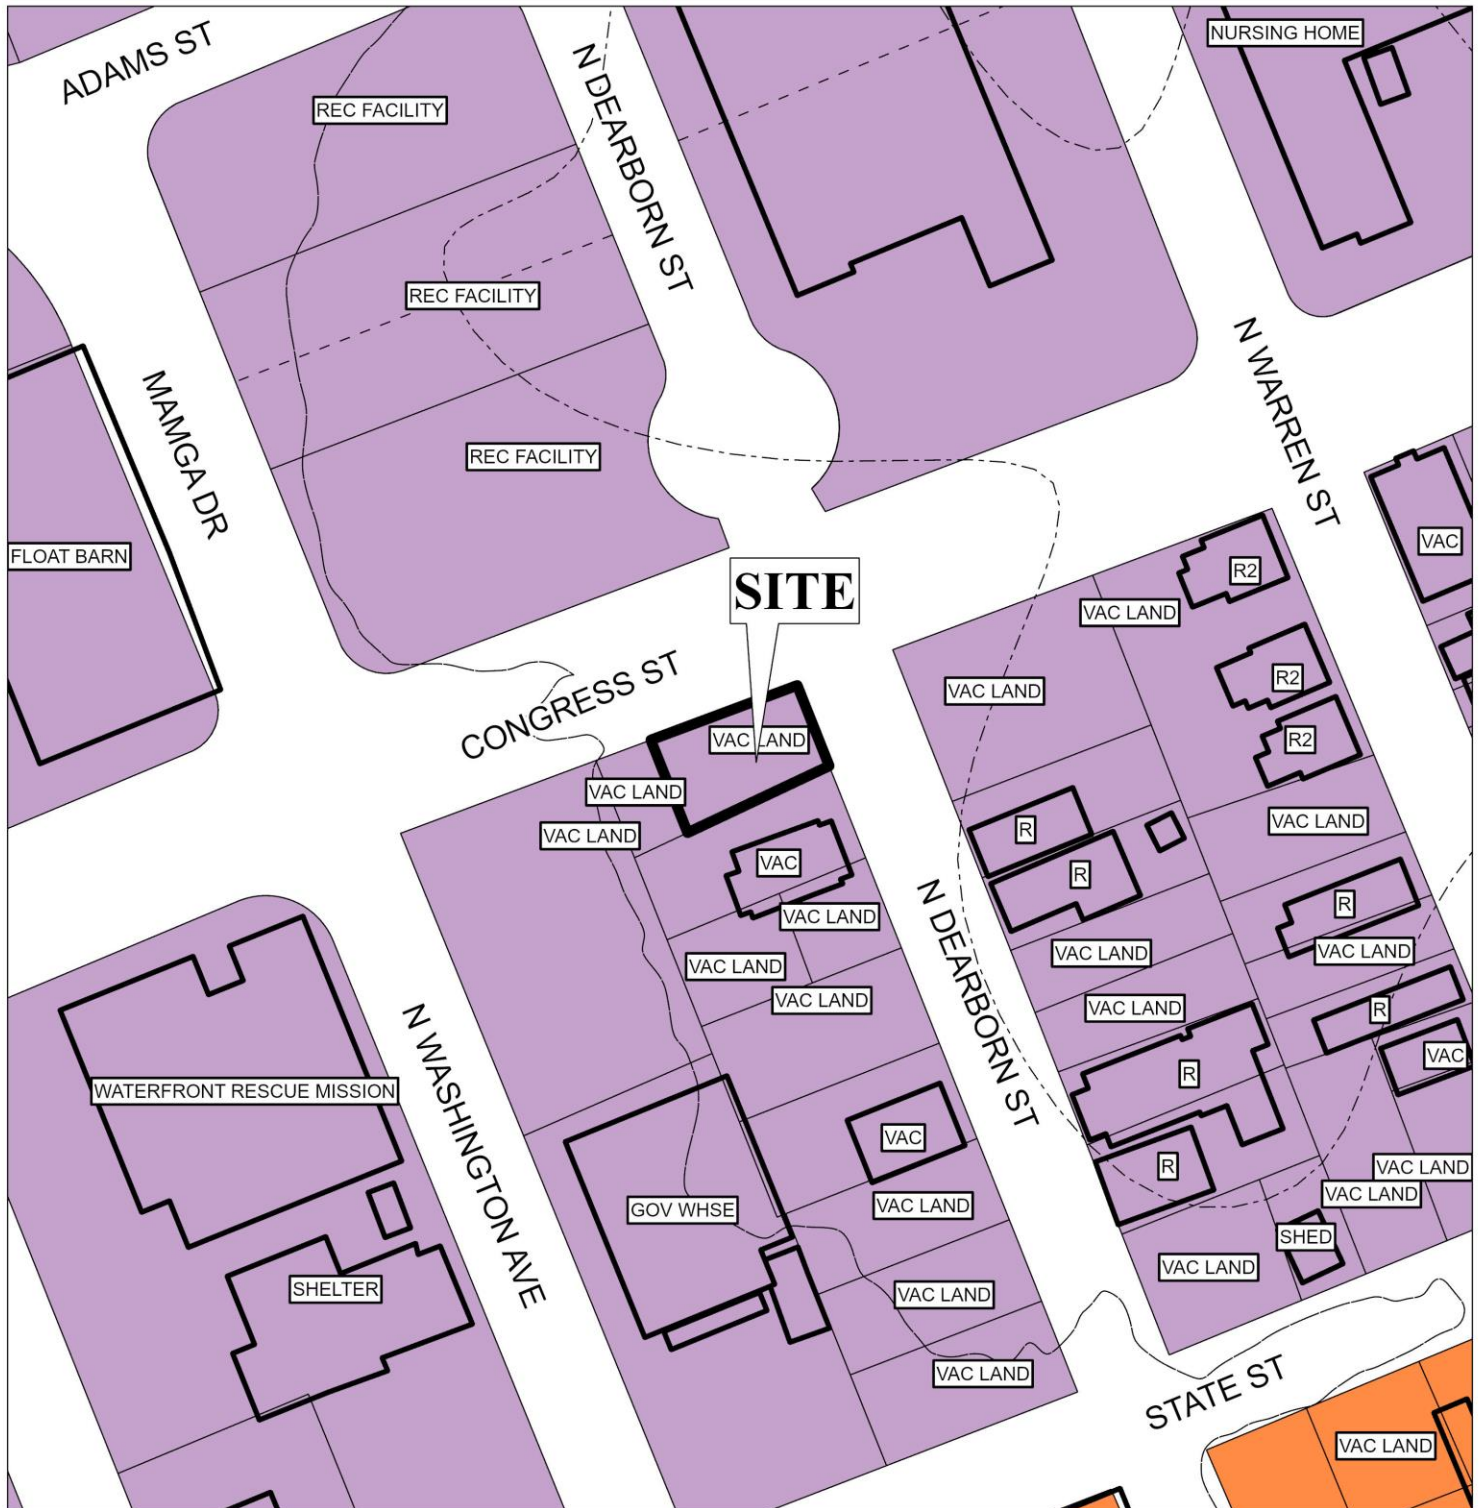 NURSING HOME
ADAMS ST
N DEARBORN ST
REC FACILITY
REC FACILITY
N WARREN ST
MAMGA DR
REC FACILITY
FLOAT BARN
VAC
R2
SITE
VAC LAND
R2
CONGRESS ST
VAC LAND
R2
VAC LAND
VAC LAND
VAC LAND
VAC LAND
R
VAC
R
R
VAC LAND
N DEARBORN ST
VAC LAND
VAC LAND
VAC LAND
VAC LAND
VAC LAND
R
N WASHINGTON AVE
VAC
R
WATERFRONT RESCUE MISSION
VAC
R
VAC LAND
VAC LAND
VAC LAND
GOV WHSE
SHED
VAC LAND
SHELTER
VAC LAND
VAC LAND
STATE ST
VAC LAND